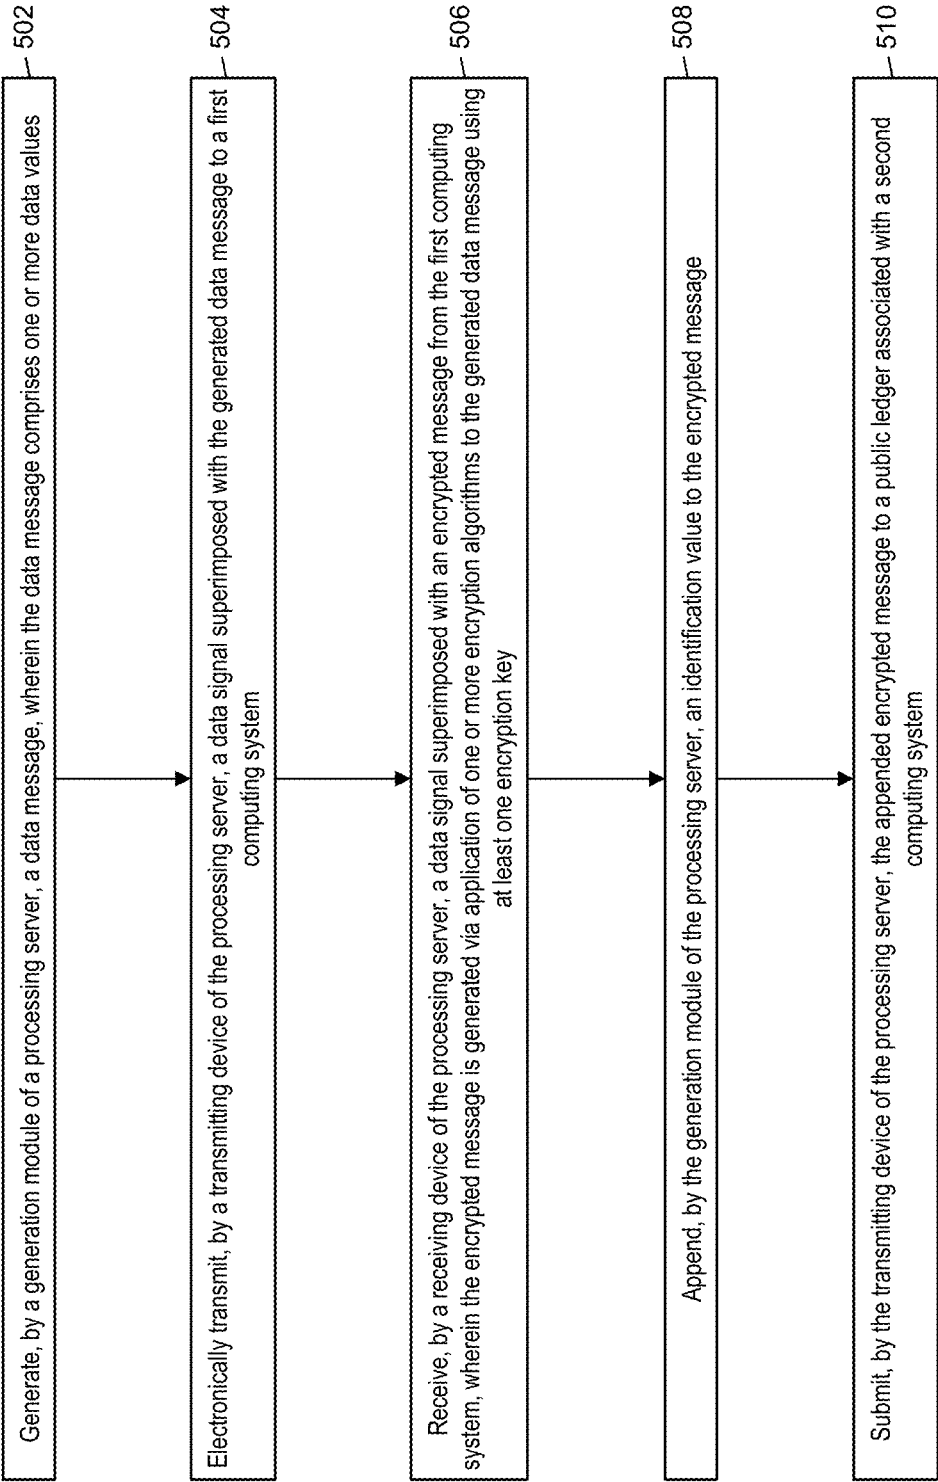 502
Generate, by a generation module of a processing server, a data message, wherein the data message comprises one or more data values
504
Electronically transmit, by a transmitting device of the processing server, a data signal superimposed with the generated data message to a first
computing system
506
Receive, by a receiving device of the processing server, a data signal superimposed with an encrypted message from the first computing
system, wherein the encrypted message is generated via application of one or more encryption algorithms to the generated data message using
at least one encryption key
508
Append, by the generation module of the processing server, an identification value to the encrypted message
510
Submit, by the transmitting device of the processing server, the appended encrypted message to a public ledger associated with a second
computing system